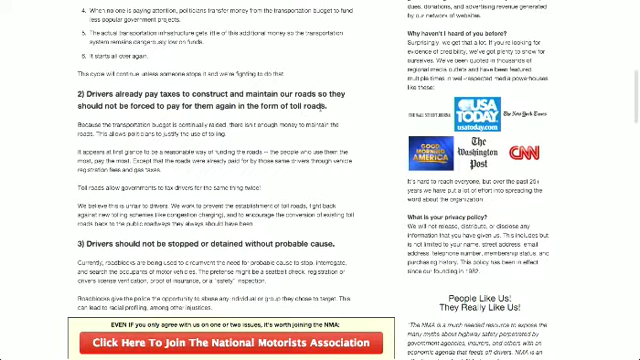 4. When no one is paying attention, politicians transfer money from the transportation budget to fund
less popular government projects.
5. The actual transportation infrastructure gets little of this additional money so the transportation
system remains dangerously low on funds.
6. It starts all over again.
This cycle will continue unless someone stops it and we're fighting to do that.
2) Drivers already pay taxes to construct and maintain our roads so they
should not be forced to pay for them again in the form of toll roads.
Because the transportation budget is continually raided, there isn't enough money to maintain the
roads. This allows politicians to justify the use of tolling.
It appears at first glance to be a reasonable way of funding the roads -- the people who use them the
most, pay the most. Except that the roads were already paid for by those same drivers through vehicle
registration fees and gas taxes.
Toll roads allow governments to tax drivers for the same thing twice!
We believe this is unfair to drivers. We work to prevent the establishment of toll roads, fight back
against new tolling schemes (like congestion charging), and to encourage the conversion of existing toll
roads back to the public roadways they always should have been.
3) Drivers should not be stopped or detained without probable cause.
Currently, roadblocks are being used to circumvent the need for probable cause to stop, interrogate,
and search the occupants of motor vehicles. The pretense might be a seatbelt check, registration or
driver's license verification, proof of insurance, or a "safety" inspection.
Roadblocks give the police the opportunity to abuse any individual or group they choose to target. This
can lead to racial profiling, among other injustices.
EVEN if you only agree with us on one or two issues, it's worth joining the NMA:
Click Here To Join The National Motorists Association
dues, donations, and advertising revenue generated
by our network of websites.
Why haven't I heard of you before?
Surprisingly, we get that a lot. If you're looking for
evidence of credibility, we've got plenty to show for
ourselves. We've been quoted in thousands of
regional media outlets and have been featured
multiple times in well-respected media powerhouses
like these:
THE WALL STREET JOURNAL
USA
TODAY
usatoday.com
The New York Times
GOOD
MORNING
AMERICA
The
Washington
Post
CNN
It's hard to reach everyone, but over the past 25+
years we have put a lot of effort into spreading the
word about the organization.
What is your privacy policy?
We will not release, distribute, or disclose any
information that you have given us. This includes but
is not limited to your name, street address, email
address, telephone number, membership status, and
purchasing history. This policy has been in effect
since our founding in 1982.
People Like Us!
They Really Like Us!
"The NMA is a much needed resource to expose the
many myths about highway safety perpetrated by
government agencies, insurers, and others with an
economic agenda that feeds off drivers. NMA is an